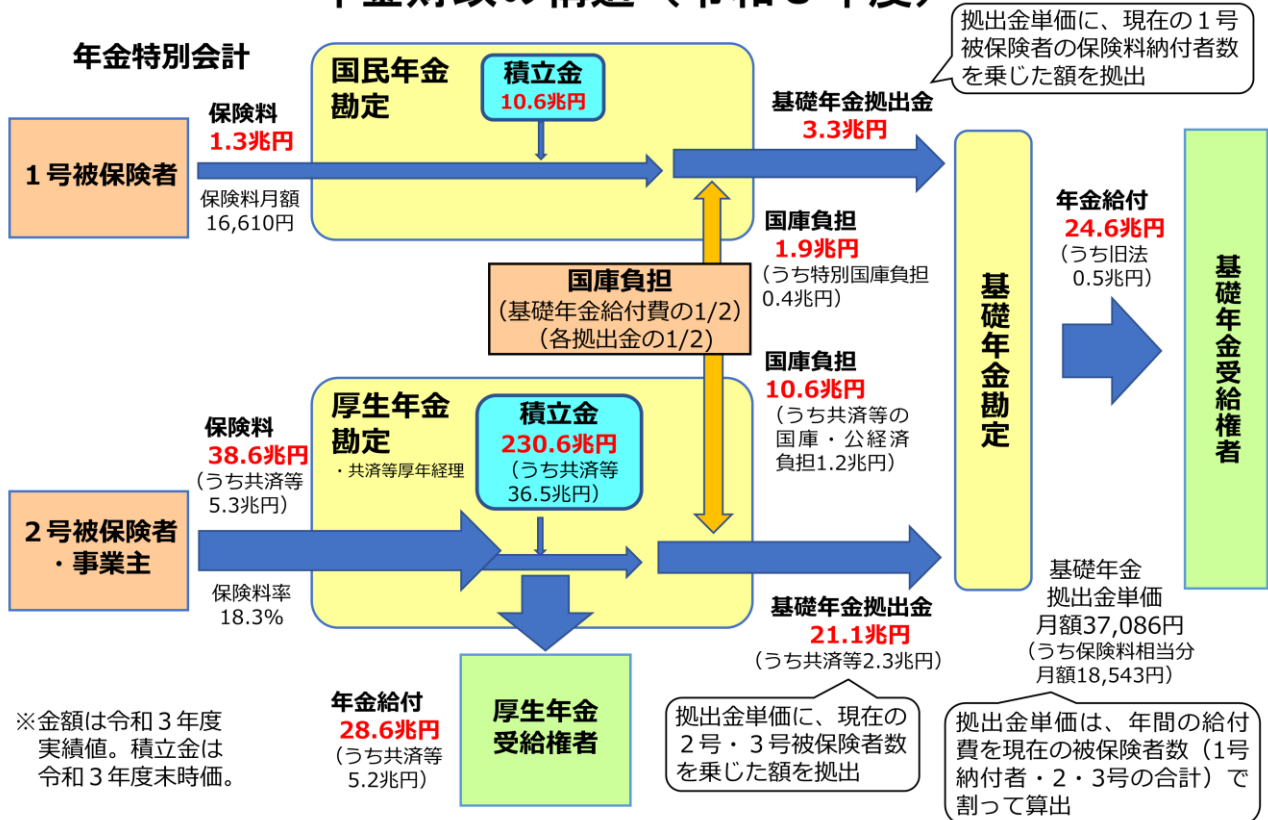 年金財政の構造（令和３年度）
拠出金単価に、現在の１号
被保険者の保険料納付者数
を乗じた額を拠出
年金特別会計
国民年金
勘定
積立金
10.6兆円
保険料
1.3兆円
基礎年金拠出金
3.3兆円
１号被保険者
保険料月額
16,610円
国庫負担
1.9兆円
（うち特別国庫負担
0.4兆円）
年金給付
24.6兆円
（うち旧法
0.5兆円）
国庫負担
（基礎年金給付費の1/2）
（各拠出金の1/2）
基礎年金勘定
基礎年金受給権者
国庫負担
10.6兆円
（うち共済等の
国庫・公経済
負担1.2兆円）
厚生年金
勘定
・共済等厚年経理
積立金
230.6兆円
（うち共済等
36.5兆円）
保険料
38.6兆円
（うち共済等
5.3兆円）
２号被保険者
・事業主
保険料率
18.3%
基礎年金拠出金
21.1兆円
（うち共済等2.3兆円）
基礎年金
拠出金単価
月額37,086円
（うち保険料相当分
月額18,543円）
年金給付
28.6兆円
（うち共済等
5.2兆円）
厚生年金
受給権者
拠出金単価に、現在の
２号・３号被保険者数
を乗じた額を拠出
拠出金単価は、年間の給付
費を現在の被保険者数（1号
納付者・２・３号の合計）で
割って算出
※金額は令和３年度
実績値。積立金は
令和３年度末時価。